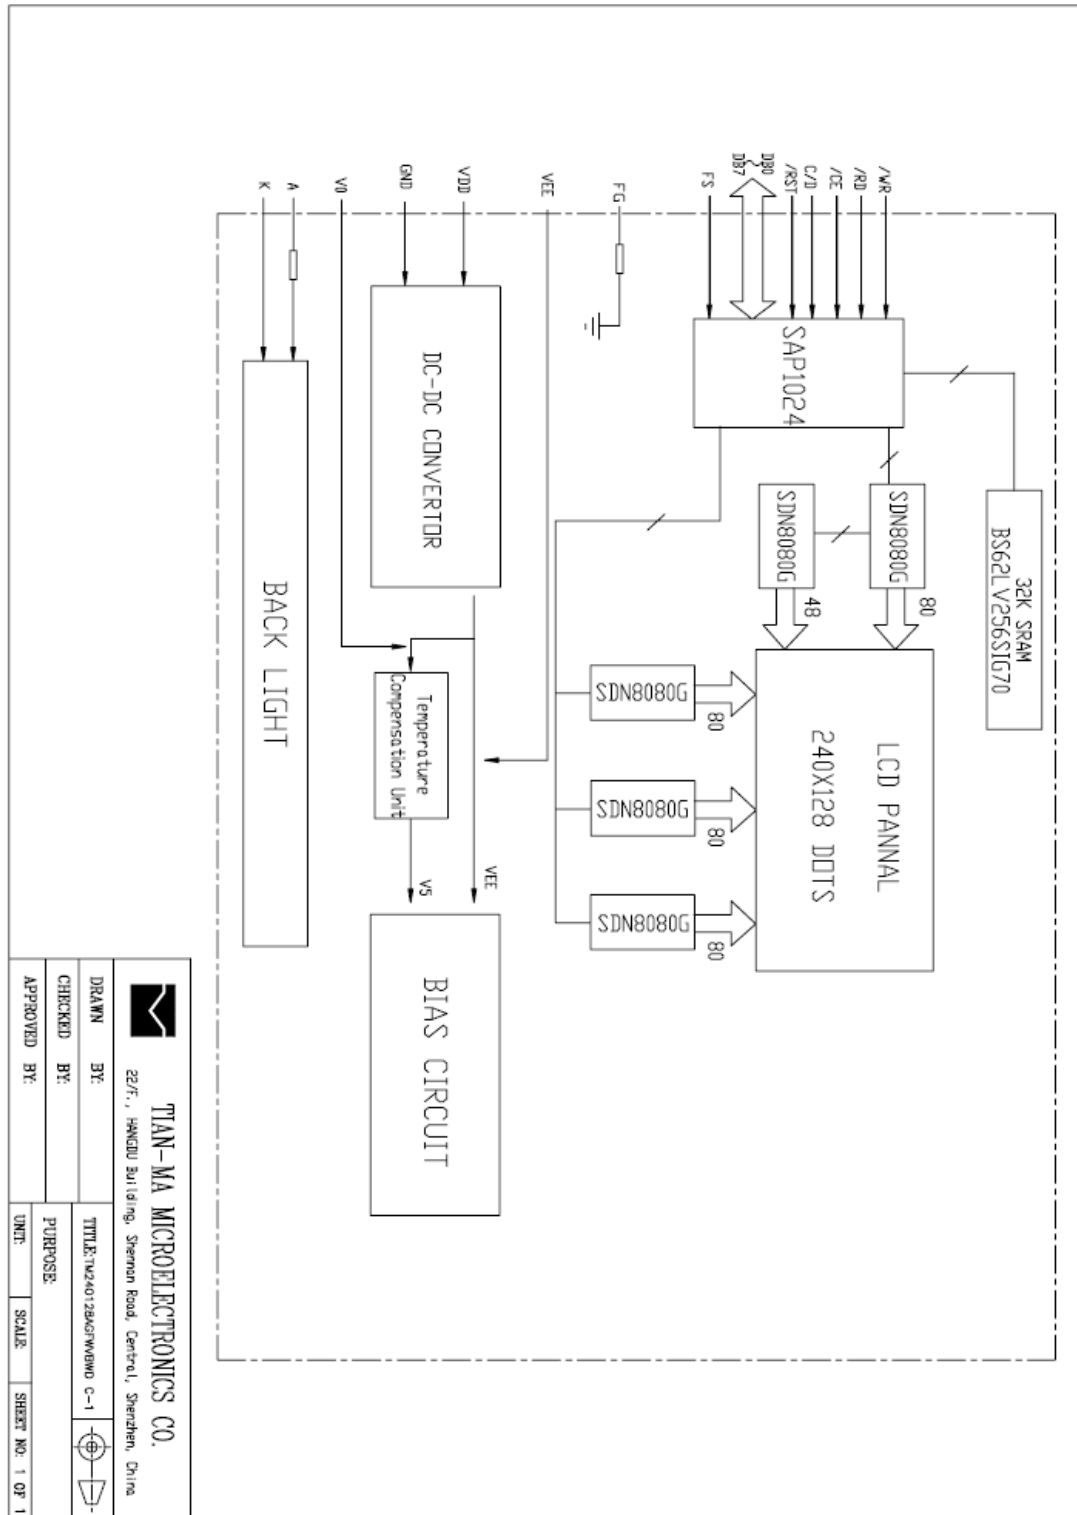 /WR
/RD
/CE
C/D
/RST
DB0
~
DB7
FS
FG
VEE
VDD
GND
V0
A
K
SAP1024
32K SRAM
BS62LV256SIG70
SDN8080G
SDN8080G
80
48
LCD PANNAL
240X128 DOTS
SDN8080G
80
SDN8080G
80
SDN8080G
80
DC-DC CONVERTOR
Temperature
Compensation Unit
VEE
V5
BIAS CIRCUIT
BACK LIGHT
TIAN-MA MICROELECTRONICS CO.
22/F., HANGDU Building, Shennan Road, Central, Shenzhen, China
DRAWN BY:
CHECKED BY:
APPROVED BY:
TITLE:TM240128AGFWVBWD C-1
PURPOSE:
UNIT:
SCALE:
SHEET NO: 1 OF 1